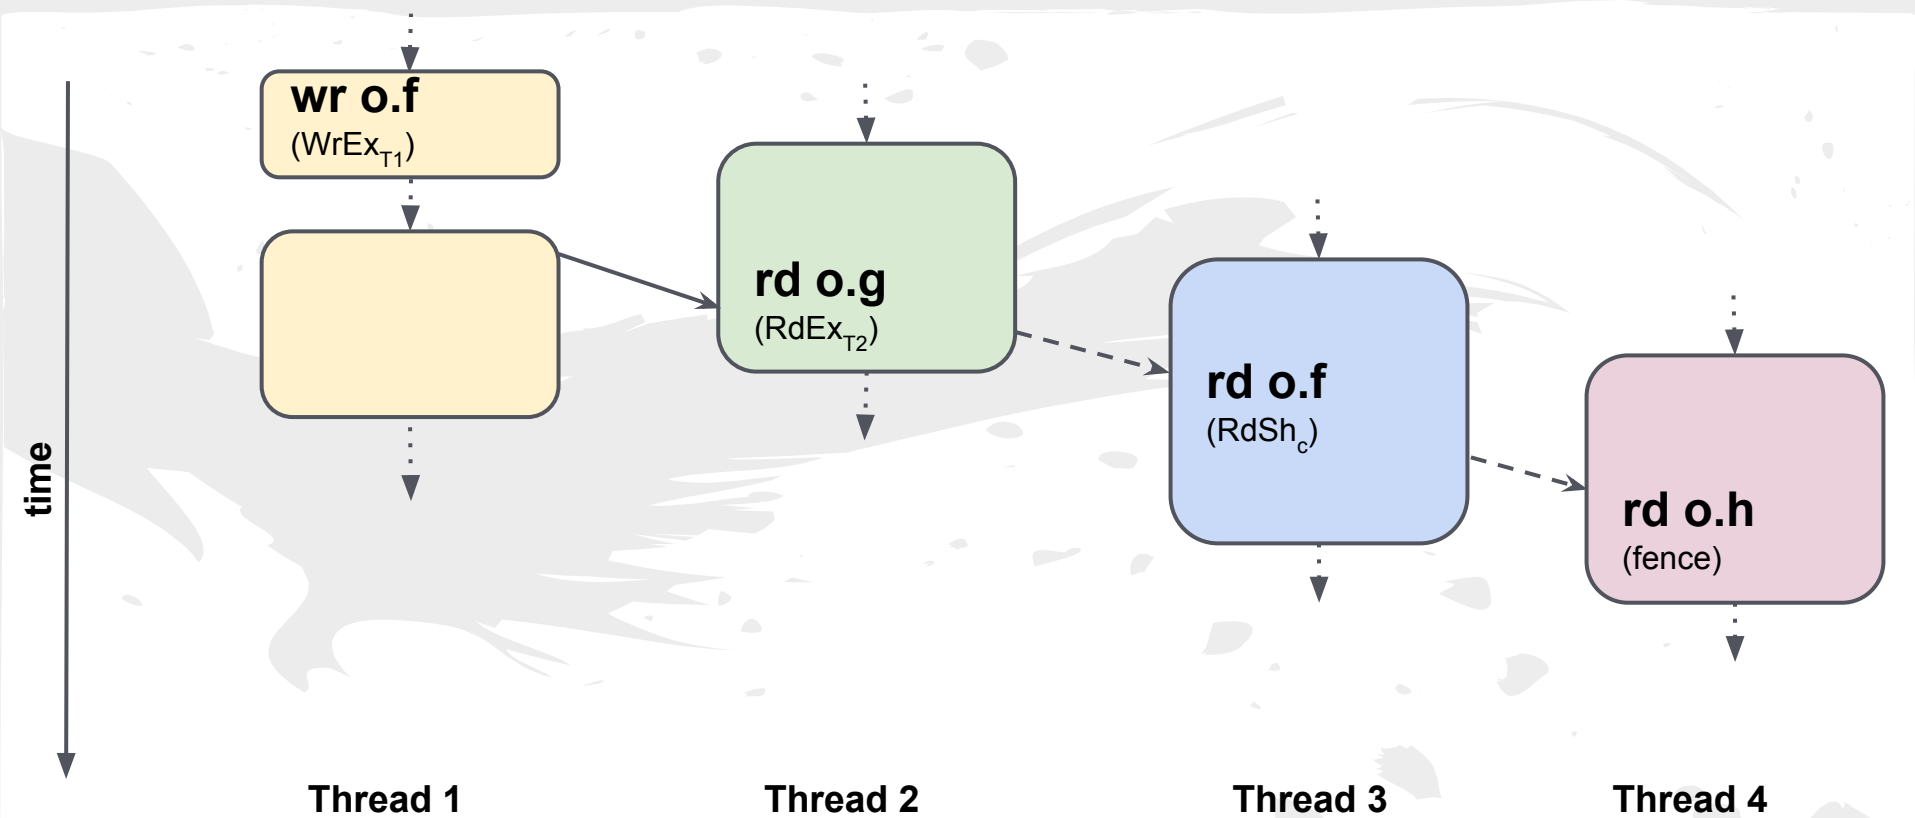 wr o.f
(WrExT1)
rd o.g
(RdExT2)
rd o.f
(RdShc)
rd o.h
(fence)
time
Thread 1
Thread 2
Thread 3
Thread 4